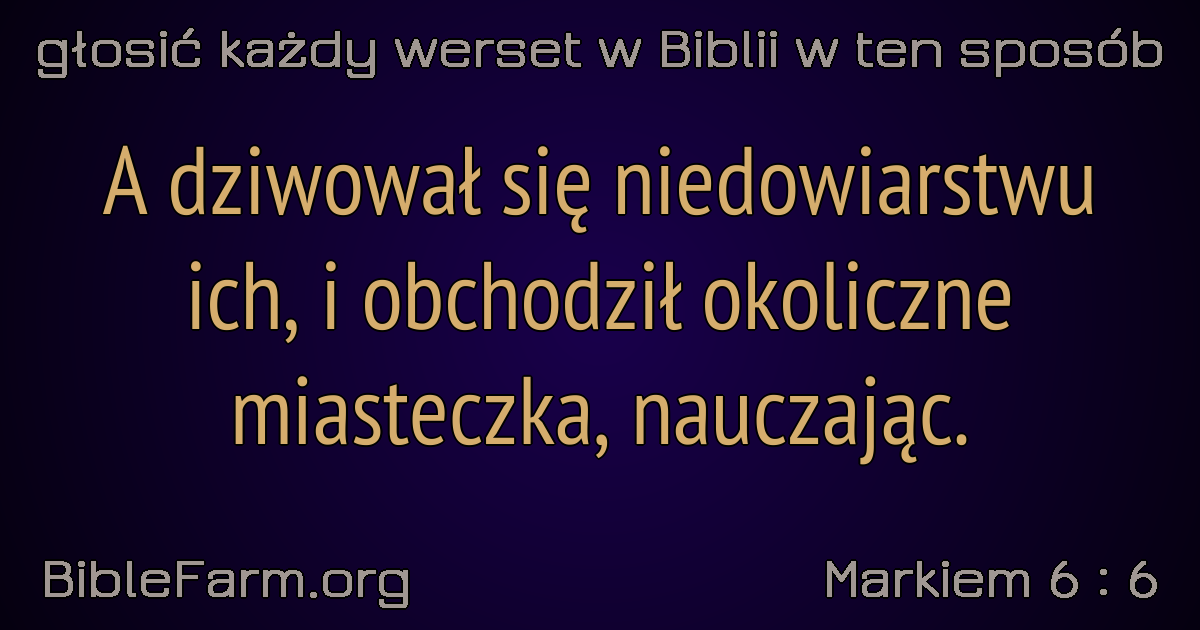 głosić każdy werset w Biblii w ten sposób
A dziwował się niedowiarstwu
ich, i obchodził okoliczne
miasteczka, nauczając.
BibleFarm.org
Markiem 6 : 6